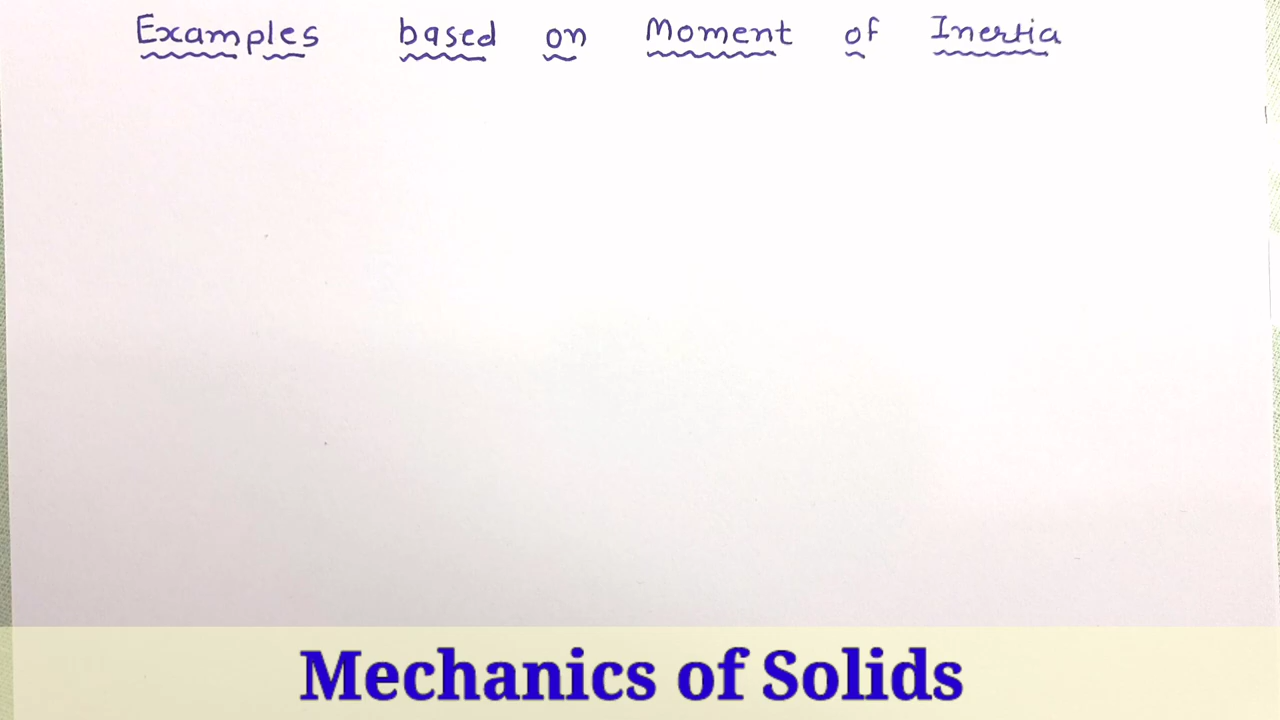 Examples based on Moment of Inertia
Mechanics of Solids